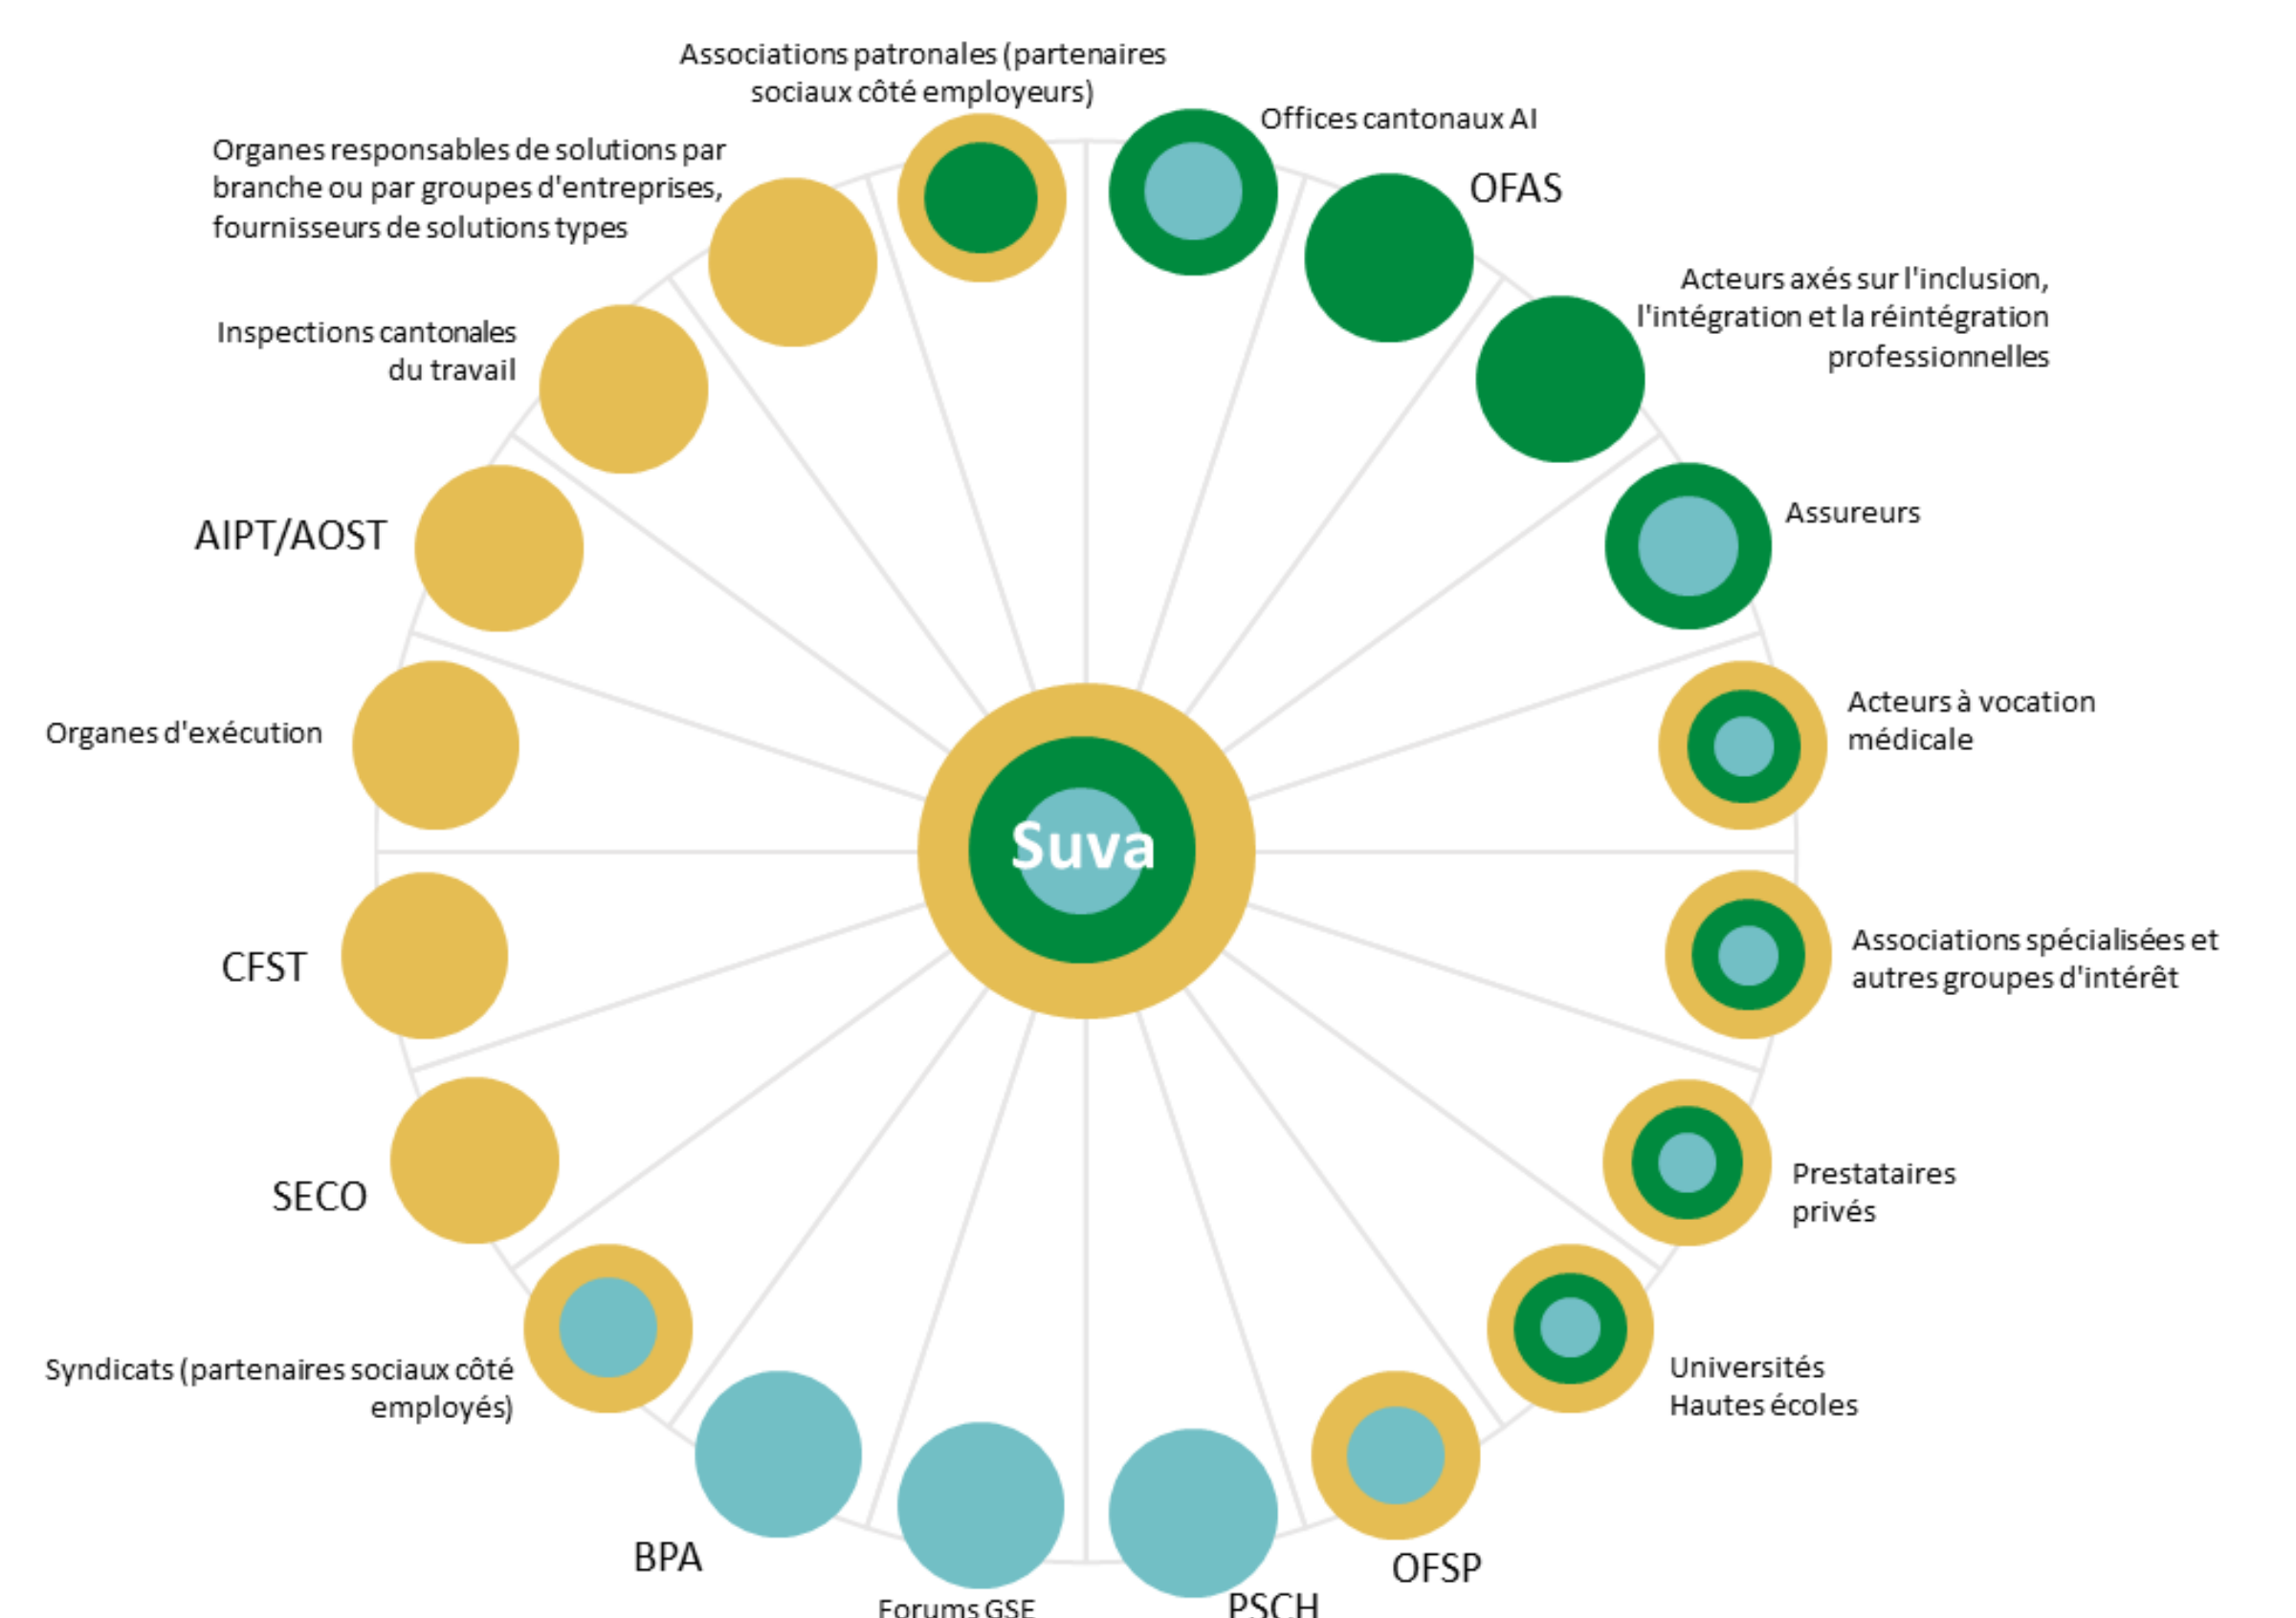 Associations patronales (partenaires
sociaux côté employeurs)
Offices cantonaux AI
OFAS
Acteurs axés sur l'inclusion,
l'intégration et la réintégration
professionnelles
Assureurs
Acteurs à vocation
médicale
Associations spécialisées et
autres groupes d'intérêt
Prestataires
privés
Universités
Hautes écoles
OFSP
PSCH
Forums GSE
BPA
Syndicats (partenaires sociaux côté
employés)
SECO
CFST
Organes d'exécution
AIPT/AOST
Inspections cantonales
du travail
Organes responsables de solutions par
branche ou par groupes d'entreprises,
fournisseurs de solutions types
Suva